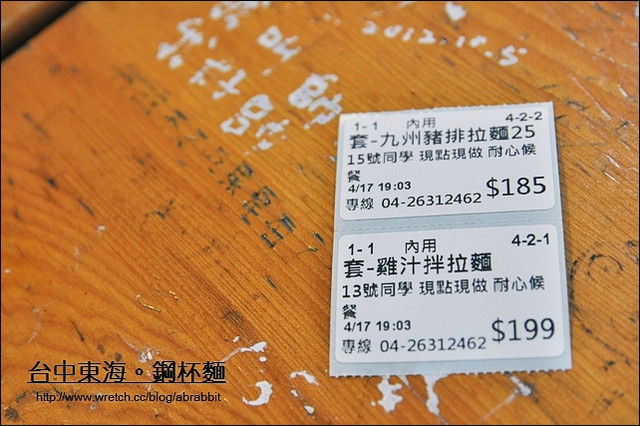 2012.10.5
1-1 內用 4-2-2
套-九州豬排拉麵25
15號同學 現點現做 耐心候
餐
4/17 19:03
專線 04-26312462 $185
1-1 內用 4-2-1
套-雞汁拌拉麵
13號同學 現點現做 耐心候
餐
4/17 19:03
專線 04-26312462 $199
台中東海。鋼杯麵
http://www.wretch.cc/blog/abrabbit